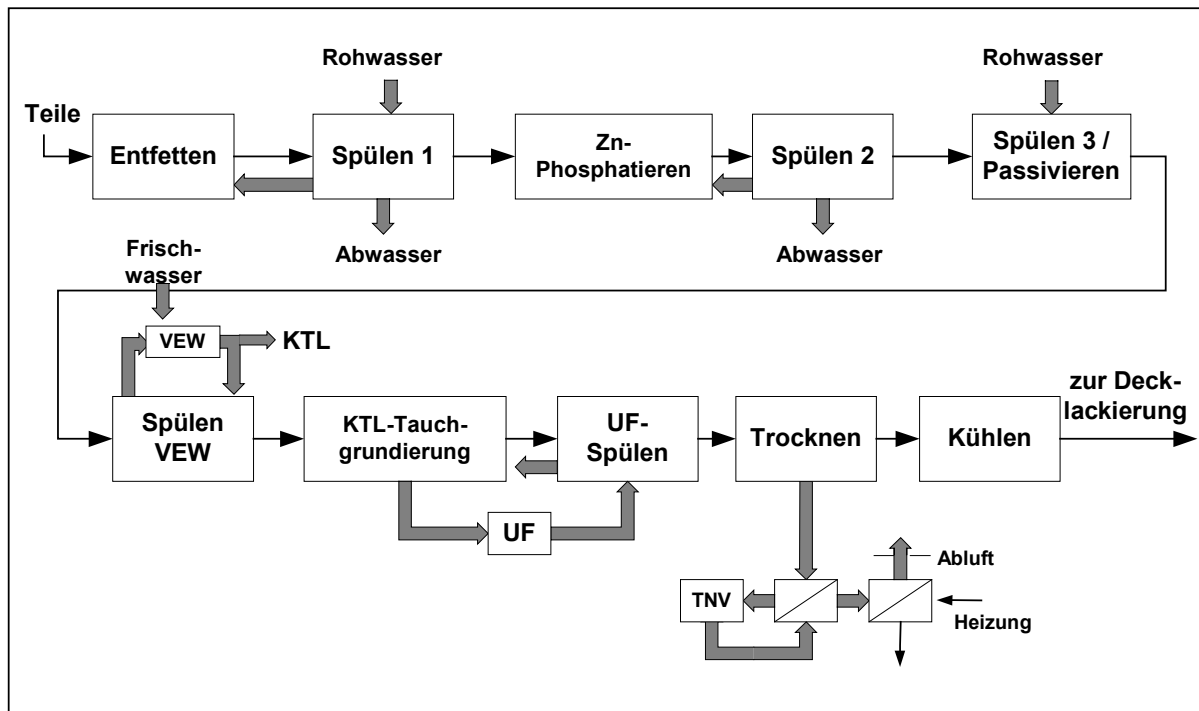 Rohwasser
Rohwasser
Teile
Entfetten
Spülen 1
Zn-
Phosphatieren
Spülen 2
Spülen 3 /
Passivieren
Abwasser
Abwasser
Frisch-
wasser
VEW
KTL
Spülen
VEW
KTL-Tauch-
grundierung
UF-
Spülen
Trocknen
Kühlen
zur Deck-
lackierung
UF
Abluft
TNV
Heizung